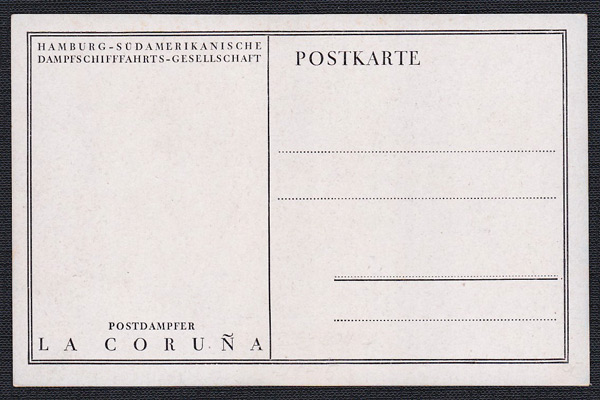 HAMBURG-SÜDAMERIKANISCHE
DAMPFSCHIFFFAHRTS-GESELLSCHAFT
POSTKARTE
POSTDAMPFER
LA CORUÑA